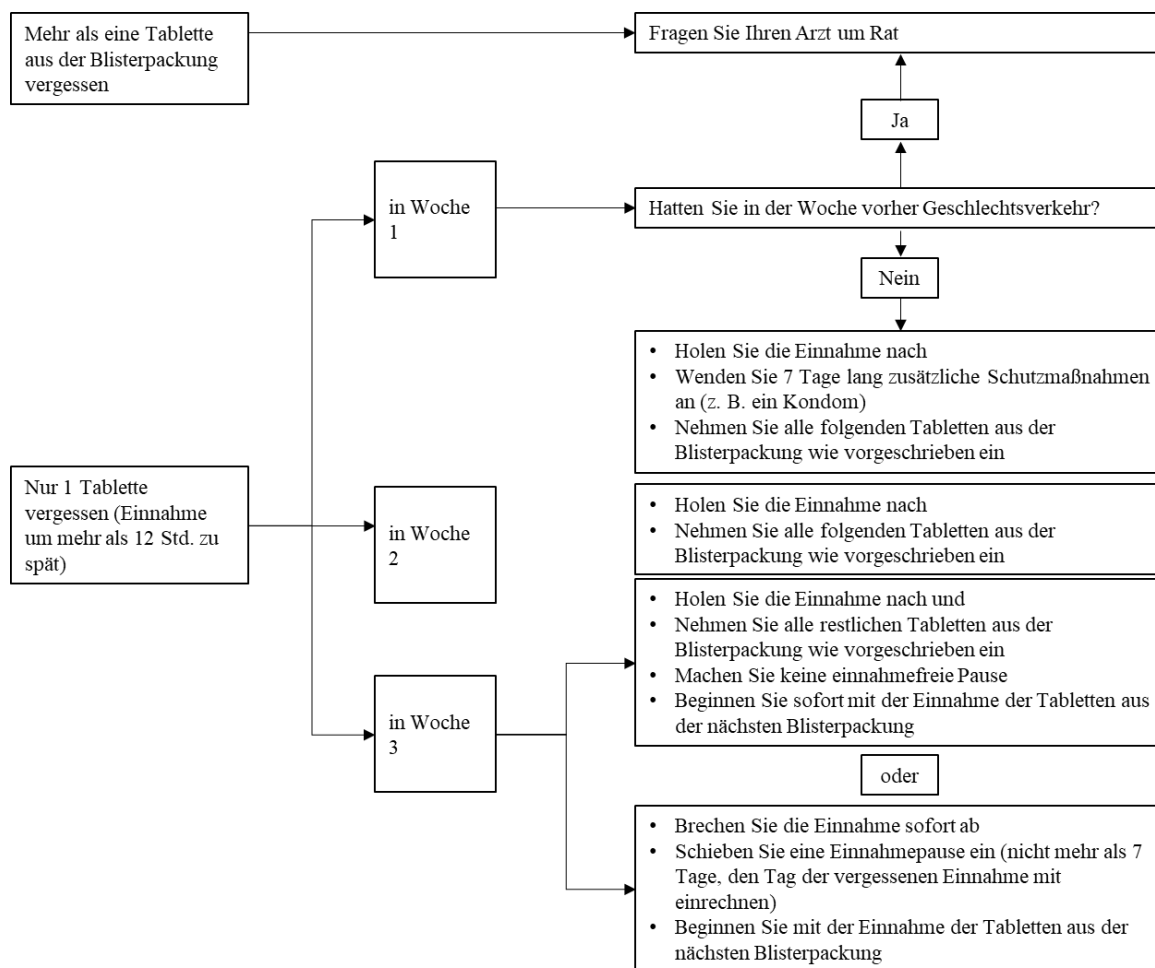 Mehr als eine Tablette
aus der Blisterpackung
vergessen
Fragen Sie Ihren Arzt um Rat
Ja
in Woche
1
Hatten Sie in der Woche vorher Geschlechtsverkehr?
Nein
• Holen Sie die Einnahme nach
• Wenden Sie 7 Tage lang zusätzliche Schutzmaßnahmen
an (z. B. ein Kondom)
• Nehmen Sie alle folgenden Tabletten aus der
Blisterpackung wie vorgeschrieben ein
Nur 1 Tablette
vergessen (Einnahme
um mehr als 12 Std. zu
spät)
in Woche
2
• Holen Sie die Einnahme nach
• Nehmen Sie alle folgenden Tabletten aus der
Blisterpackung wie vorgeschrieben ein
in Woche
3
• Holen Sie die Einnahme nach und
• Nehmen Sie alle restlichen Tabletten aus der
Blisterpackung wie vorgeschrieben ein
• Machen Sie keine einnahmefreie Pause
• Beginnen Sie sofort mit der Einnahme der Tabletten aus
der nächsten Blisterpackung
oder
• Brechen Sie die Einnahme sofort ab
• Schieben Sie eine Einnahmepause ein (nicht mehr als 7
Tage, den Tag der vergessenen Einnahme mit
einrechnen)
• Beginnen Sie mit der Einnahme der Tabletten aus der
nächsten Blisterpackung